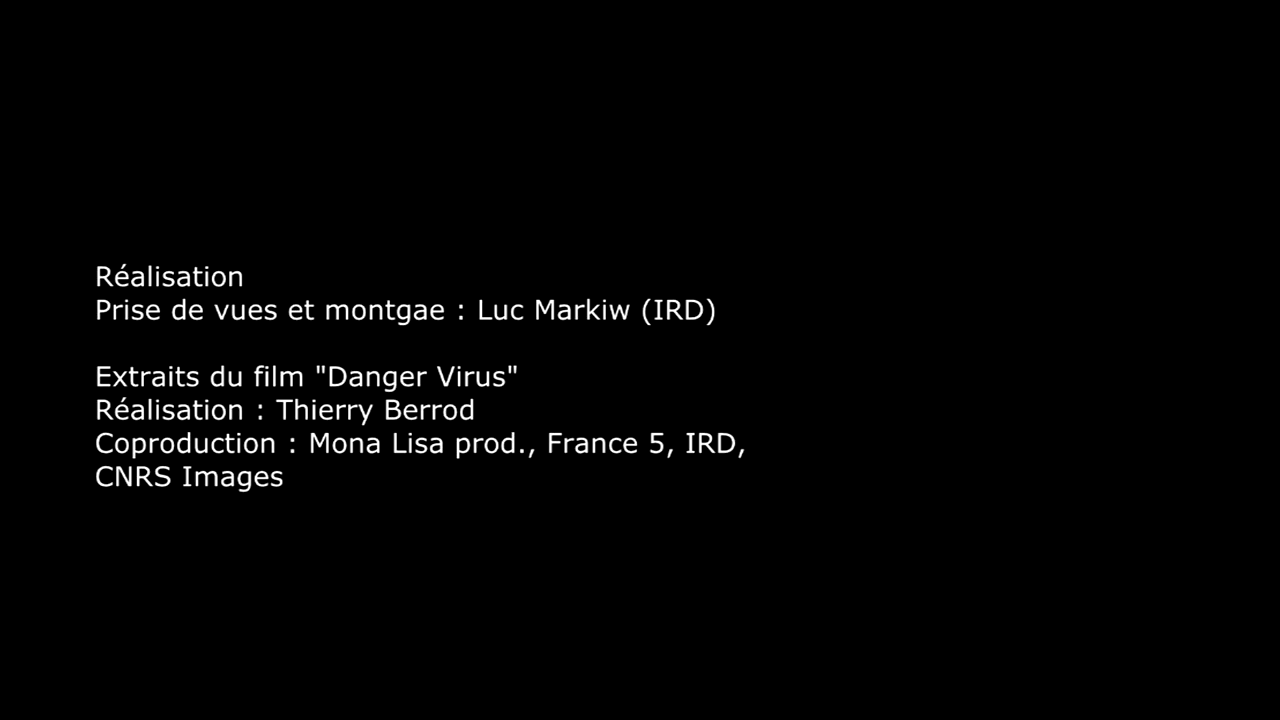 Réalisation
Prise de vues et montgae : Luc Markiw (IRD)
Extraits du film "Danger Virus"
Réalisation : Thierry Berrod
Coproduction : Mona Lisa prod., France 5, IRD,
CNRS Images